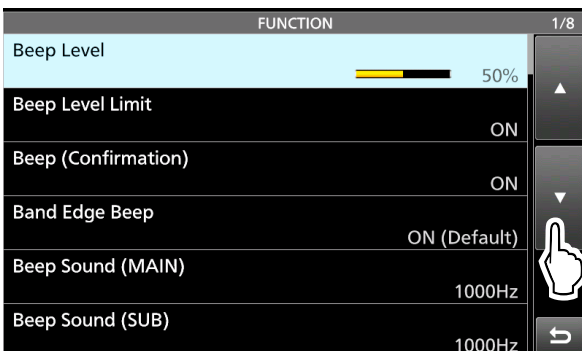 FUNCTION 1/8
Beep Level
50%
Beep Level Limit
ON
Beep (Confirmation)
ON
Band Edge Beep
ON (Default)
Beep Sound (MAIN)
1000Hz
Beep Sound (SUB)
1000Hz